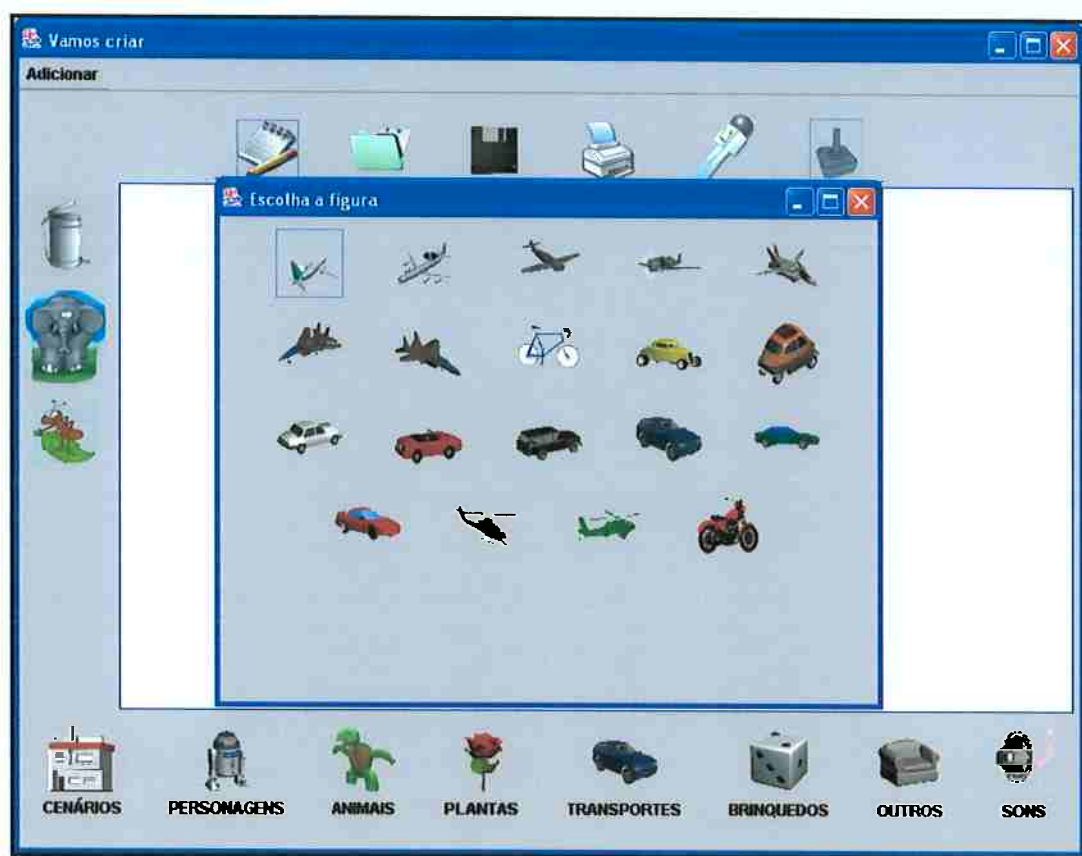 Vamos criar
Adicionar
Escolha a figura
CENÁRIOS PERSONAGENS ANIMAIS PLANTAS TRANSPORTES BRINQUEDOS OUTROS SONS